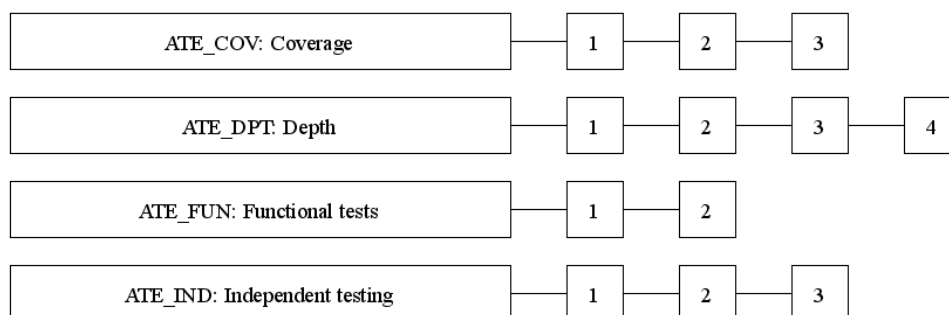 ATE_COV: Coverage 1 2 3
ATE_DPT: Depth 1 2 3 4
ATE_FUN: Functional tests 1 2
ATE_IND: Independent testing 1 2 3